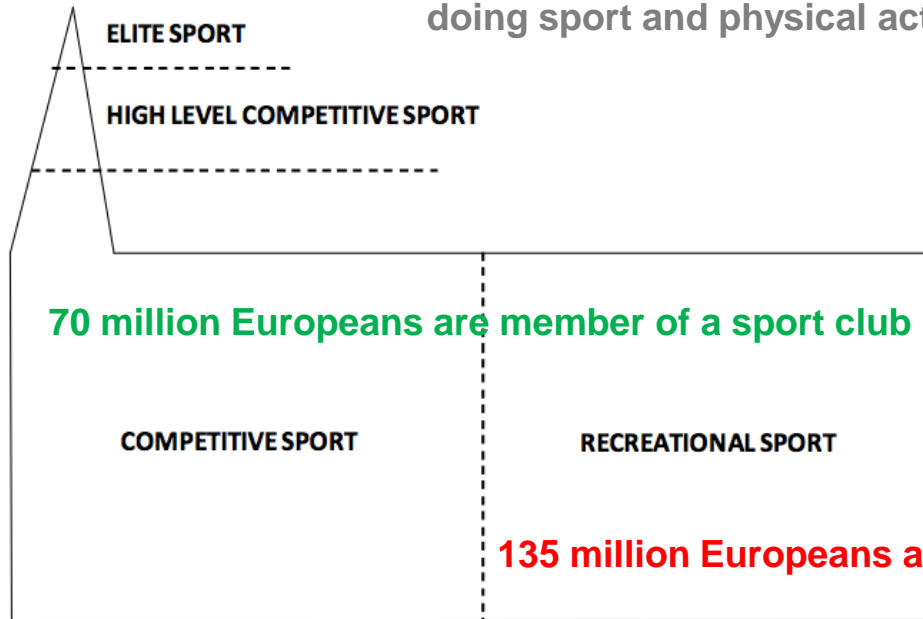 doing sport and physical
ELITE SPORT
HIGH LEVEL COMPETITIVE SPORT
70 million Europeans are member of a sport club
COMPETITIVE SPORT
RECREATIONAL SPORT
135 million Europeans